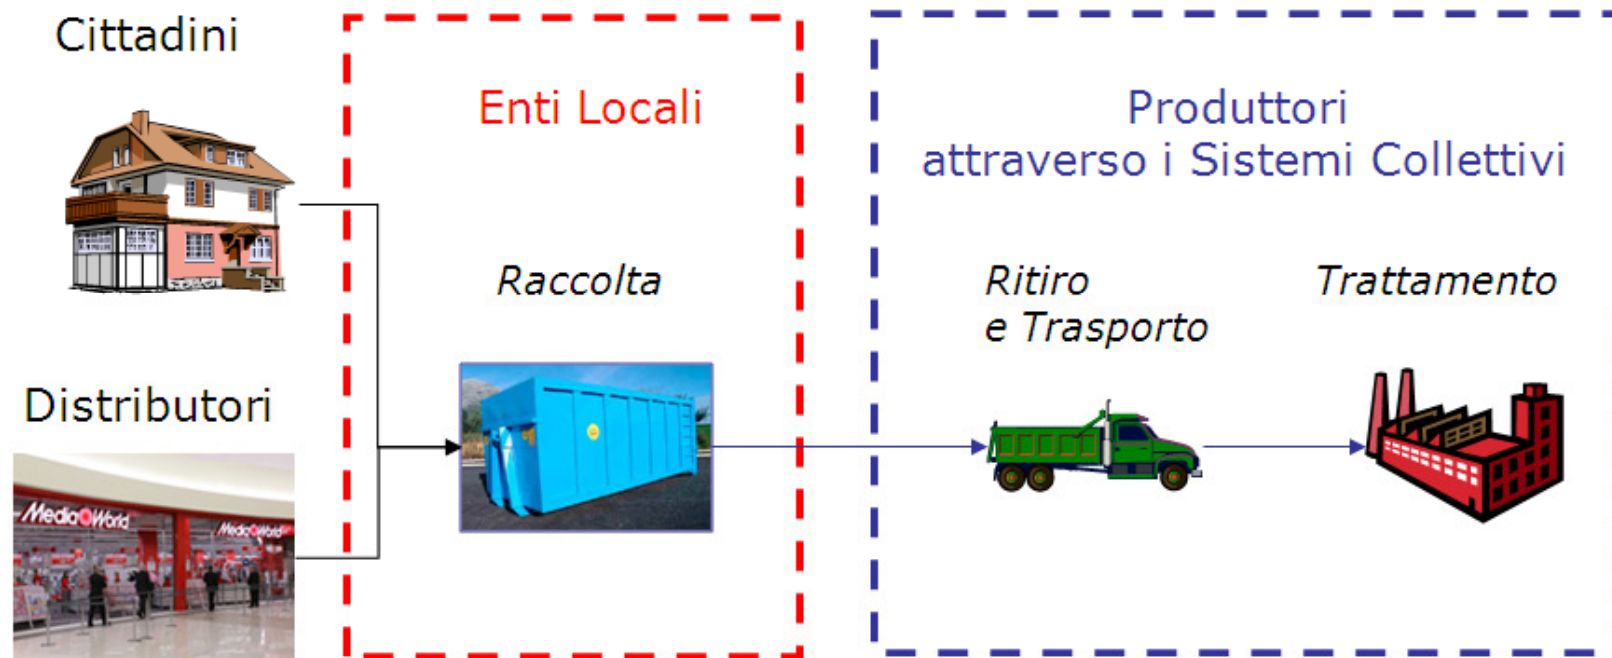 Cittadini
Enti Locali
Produttori
attraverso i Sistemi Collettivi
Raccolta
Ritiro
e Trasporto
Trattamento
Distributori
MediaWorld
MediaWorld